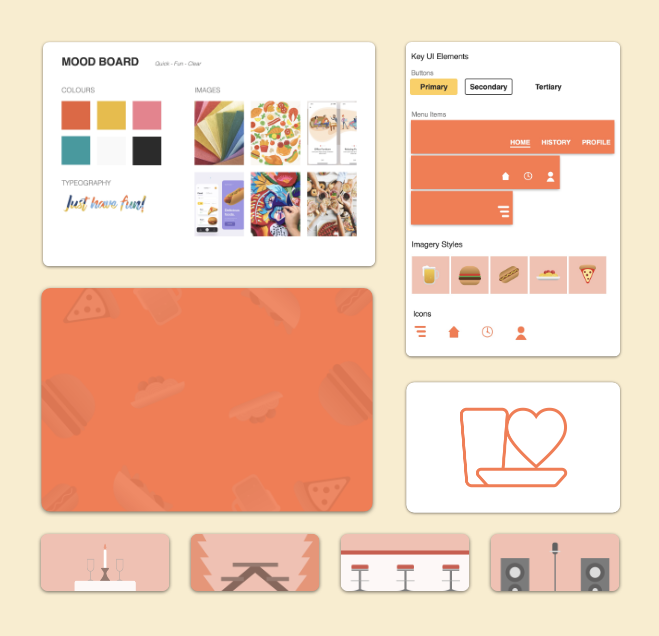 MOOD BOARD
Quick - Fun - Clear
COLOURS
IMAGES
TYPEOGRAPHY
Just have fun!
Key UI Elements
Buttons
Primary
Secondary
Tertiary
Menu Items
HOME
HISTORY
PROFILE
Imagery Styles
Icons